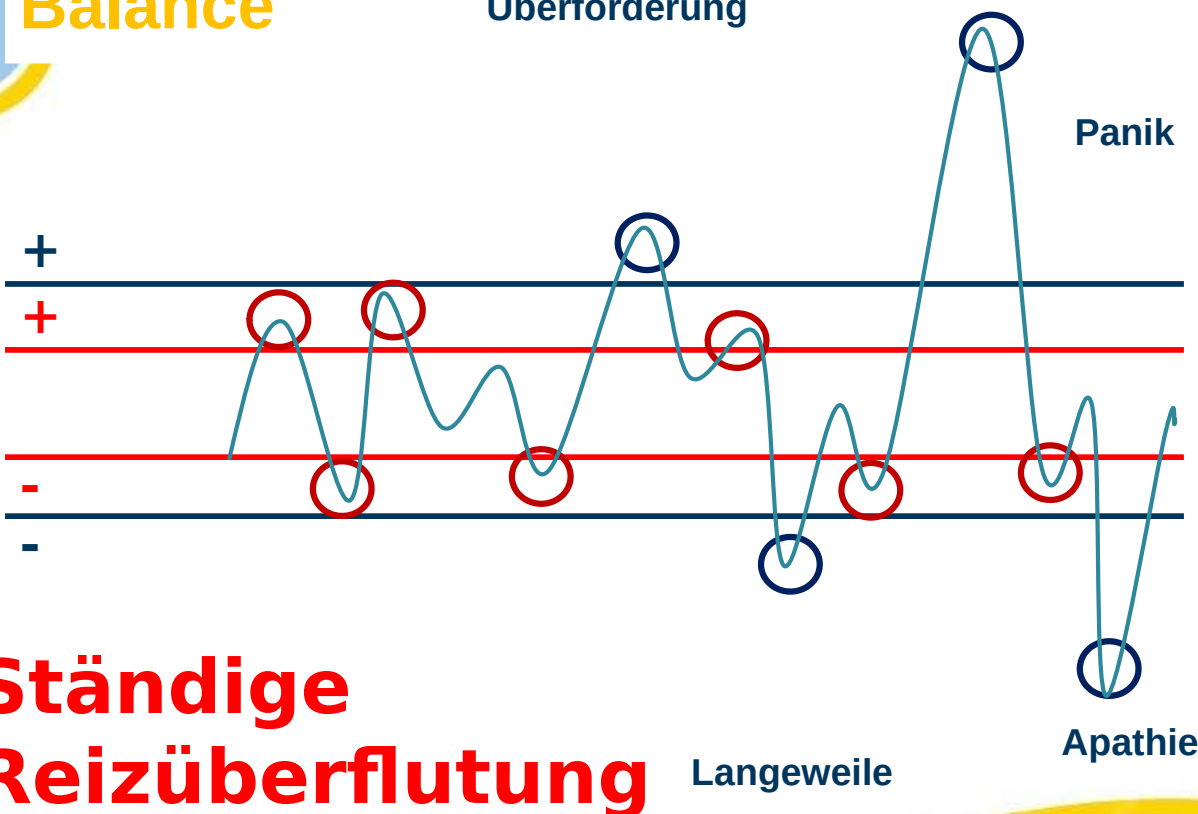 Balance
Überforderung
Panik
+
+
-
-
Ständige
Reizüberflutung
Langeweile
Apathie